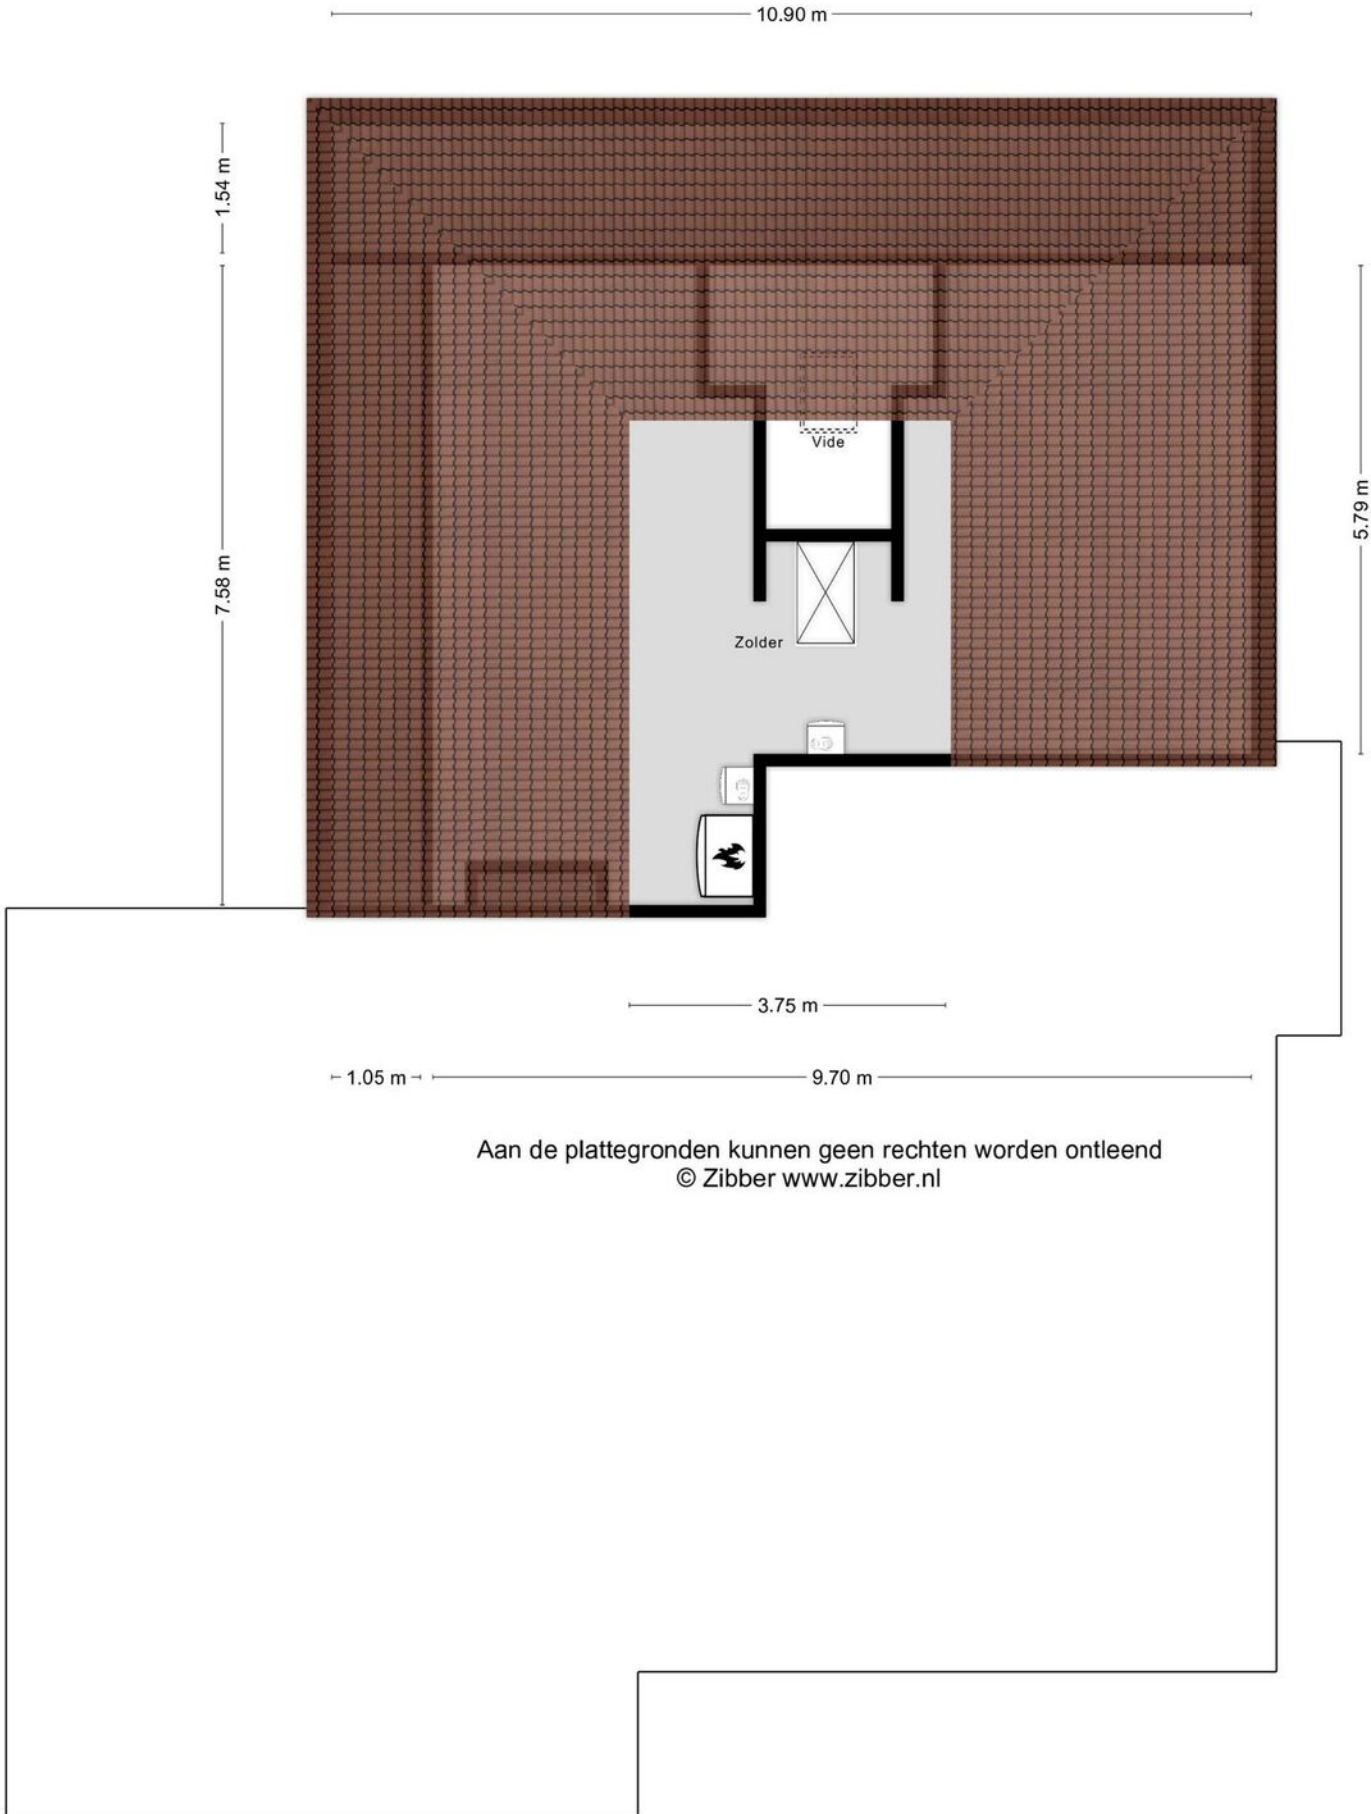 10.90 m
1.54 m
7.58 m
5.79 m
Vide
Zolder
3.75 m
1.05 m
9.70 m
Aan de plattegronden kunnen geen rechten worden ontleend
© Zibber www.zibber.nl